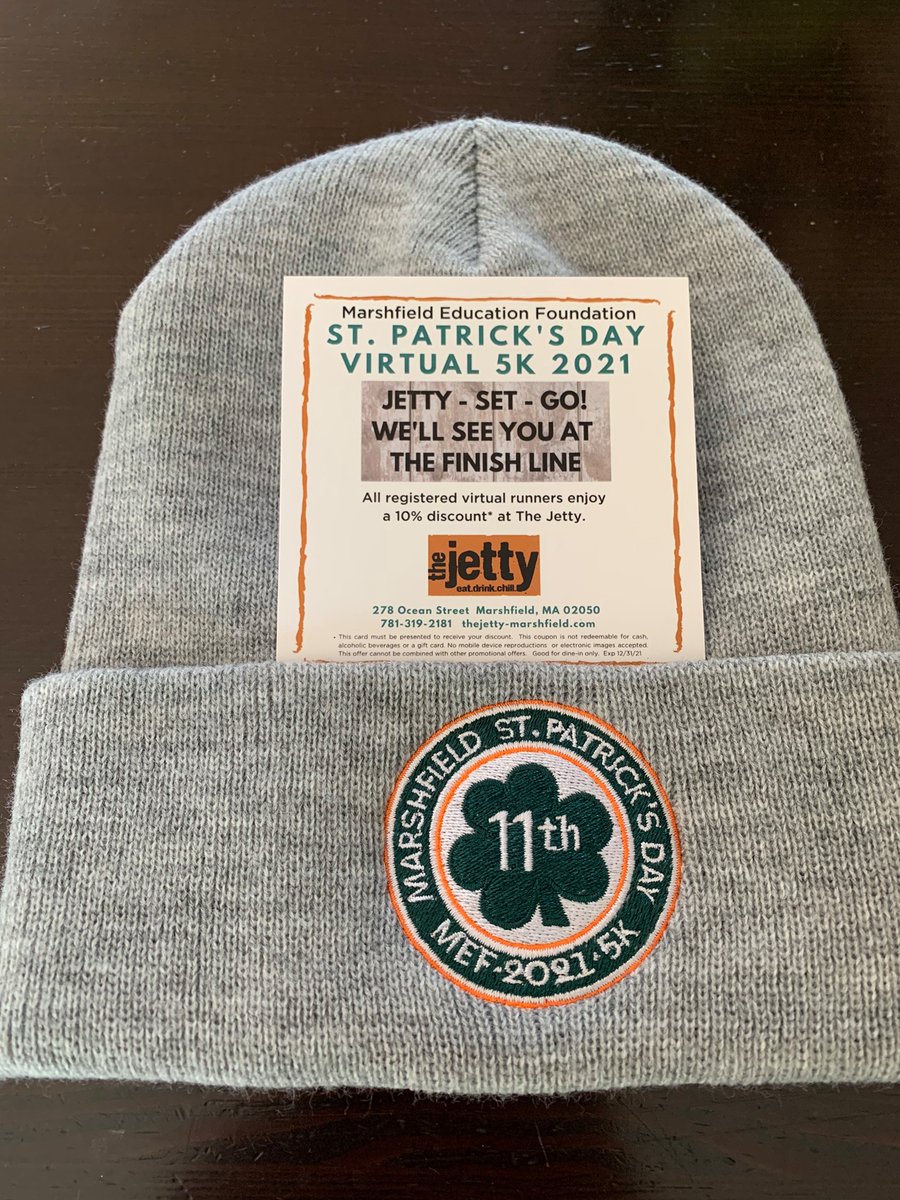 Marshfield Education Foundation
ST. PATRICK'S DAY
VIRTUAL 5K 2021
JETTY - SET - GO!
WE'LL SEE YOU AT
THE FINISH LINE
All registered virtual runners enjoy
a 10% discount* at The Jetty.
the jetty
eat.drink.chill.
278 Ocean Street Marshfield, MA 02050
781-319-2181 thejetty-marshfield.com
• This card must be presented to receive your discount. This coupon is not redeemable for cash,
alcoholic beverages or a gift card. No mobile device reproductions or electronic images accepted.
This offer cannot be combined with other promotional offers. Good for dine-in only. Exp 12/31/21
MARSHFIELD ST. PATRICK'S DAY
11th
MEF·2021·5K